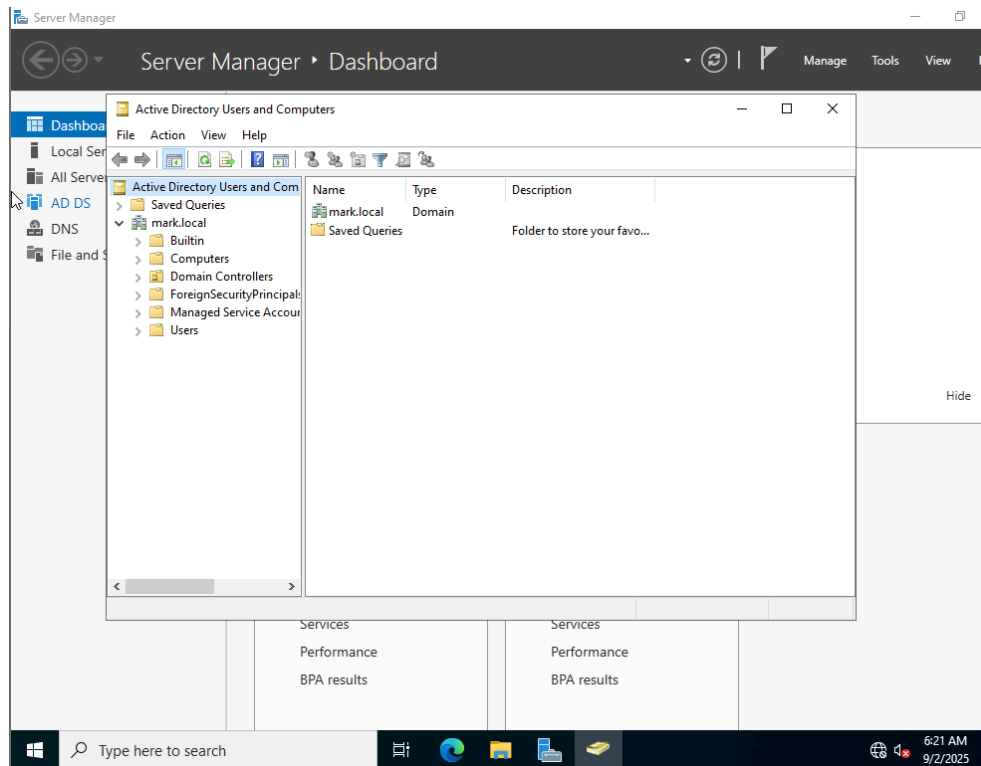 Server Manager
Server Manager • Dashboard
Manage Tools View
Dashboa
Local Ser
All Server
AD DS
DNS
File and S
Active Directory Users and Computers
File Action View Help
Active Directory Users and Com
Saved Queries
mark.local
Builtin
Computers
Domain Controllers
ForeignSecurityPrincipals
Managed Service Accour
Users
Name Type Description
mark.local Domain
Saved Queries Folder to store your favo...
Hide
Services
Performance
BPA results
Services
Performance
BPA results
Type here to search
6:21 AM
9/2/2025